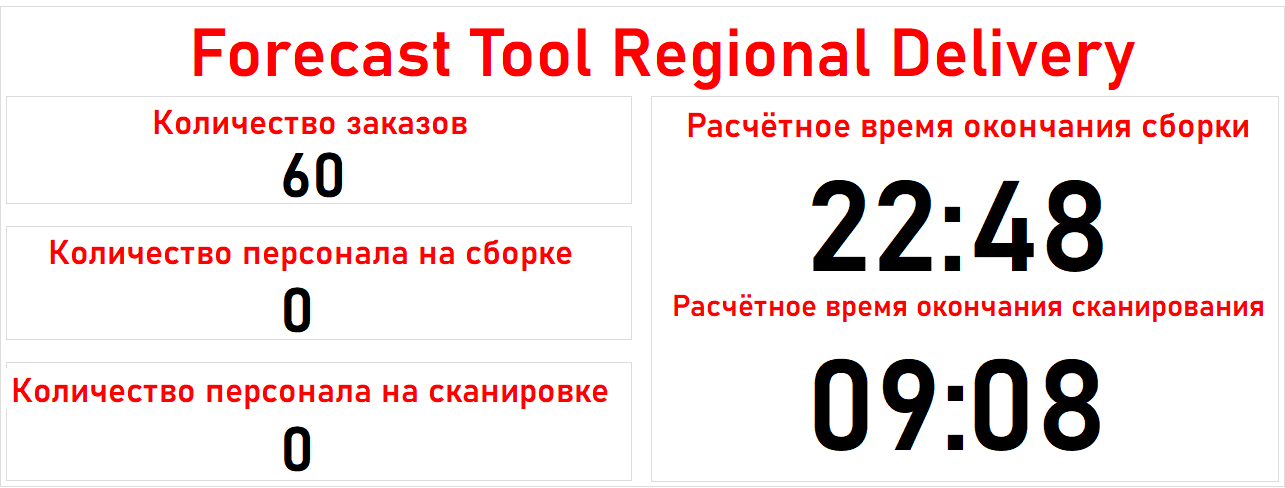 Forecast Tool Regional Delivery
Количество заказов
60
Количество персонала на сборке
0
Количество персонала на сканировке
0
Расчётное время окончания сборки
22:48
Расчётное время окончания сканирования
09:08